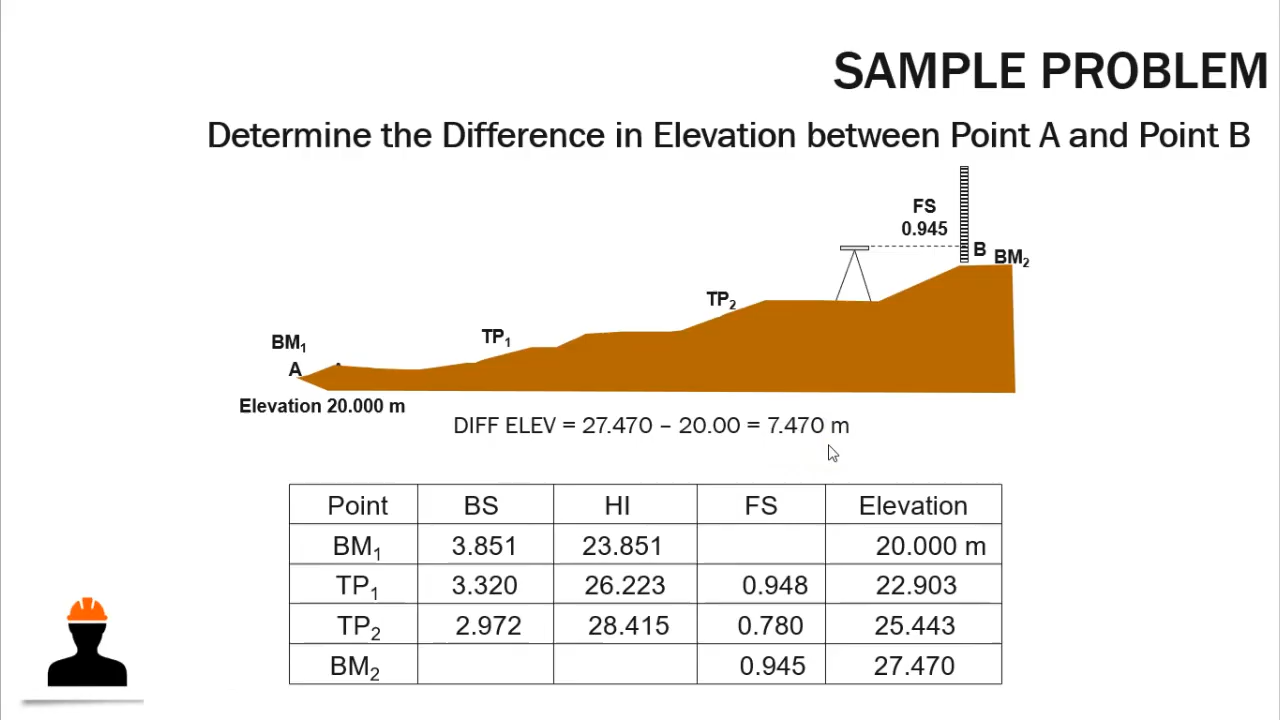 SAMPLE PROBLEM
Determine the Difference in Elevation between Point A and Point B
FS
0.945
B
BM2
TP2
TP1
BM1
A
Elevation 20.000 m
DIFF ELEV = 27.470 – 20.00 = 7.470 m
Point BS HI FS Elevation
BM1 3.851 23.851 20.000 m
TP1 3.320 26.223 0.948 22.903
TP2 2.972 28.415 0.780 25.443
BM2 0.945 27.470